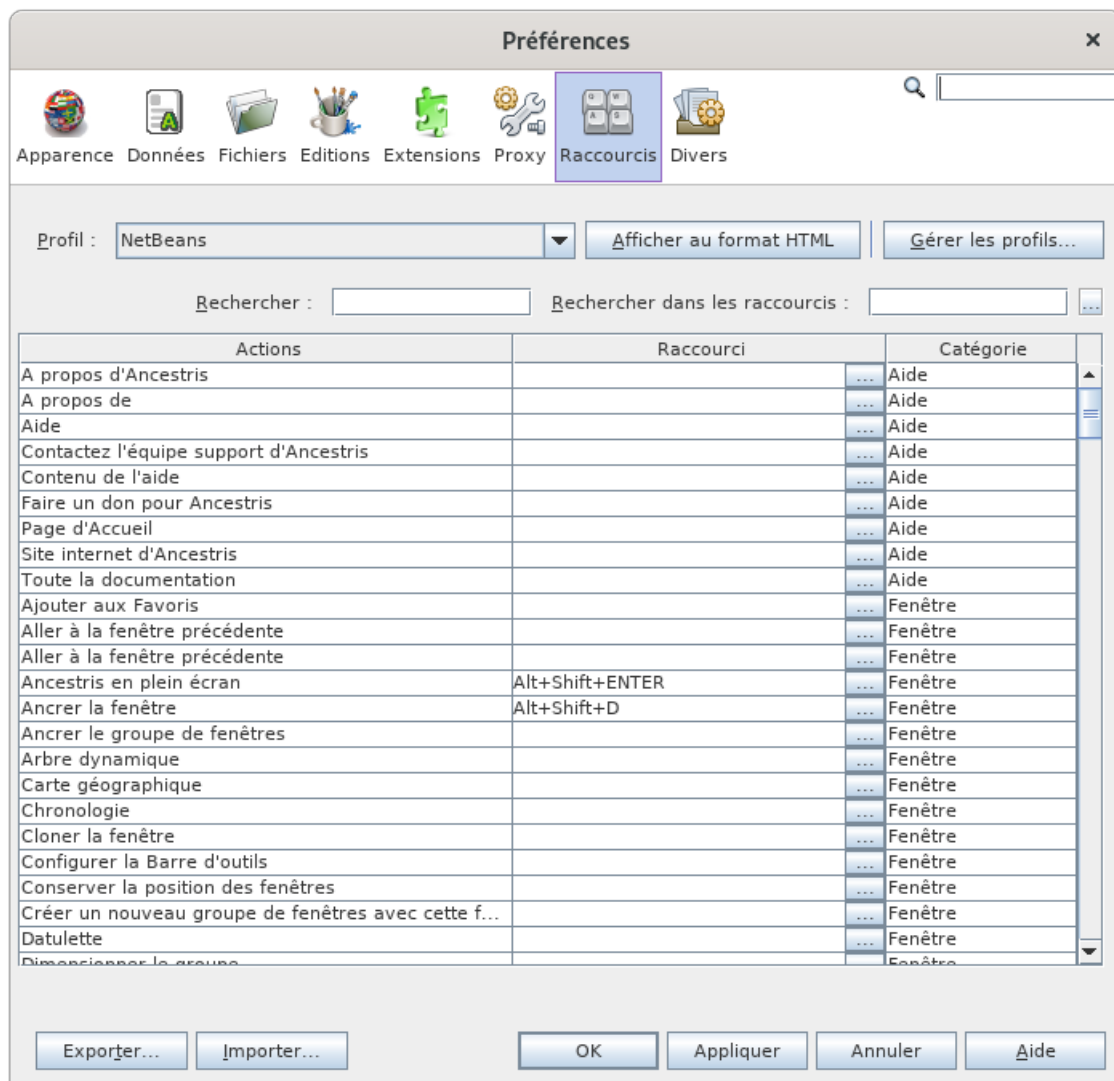 Préférences
Apparence Données Fichiers Editions Extensions Proxy Raccourcis Divers
Profil : NetBeans Afficher au format HTML Gérer les profils...
Rechercher : Rechercher dans les raccourcis : ...
Actions Raccourci Catégorie
A propos d'Ancestris ... Aide
A propos de ... Aide
Aide ... Aide
Contactez l'équipe support d'Ancestris ... Aide
Contenu de l'aide ... Aide
Faire un don pour Ancestris ... Aide
Page d'Accueil ... Aide
Site internet d'Ancestris ... Aide
Toute la documentation ... Aide
Ajouter aux Favoris ... Fenêtre
Aller à la fenêtre précédente ... Fenêtre
Aller à la fenêtre précédente ... Fenêtre
Ancestris en plein écran Alt+Shift+ENTER ... Fenêtre
Ancrer la fenêtre Alt+Shift+D ... Fenêtre
Ancrer le groupe de fenêtres ... Fenêtre
Arbre dynamique ... Fenêtre
Carte géographique ... Fenêtre
Chronologie ... Fenêtre
Cloner la fenêtre ... Fenêtre
Configurer la Barre d'outils ... Fenêtre
Conserver la position des fenêtres ... Fenêtre
Créer un nouveau groupe de fenêtres avec cette f... ... Fenêtre
Datulette ... Fenêtre
Dimensionner le groupe ... Fenêtre
Exporter... Importer... OK Appliquer Annuler Aide